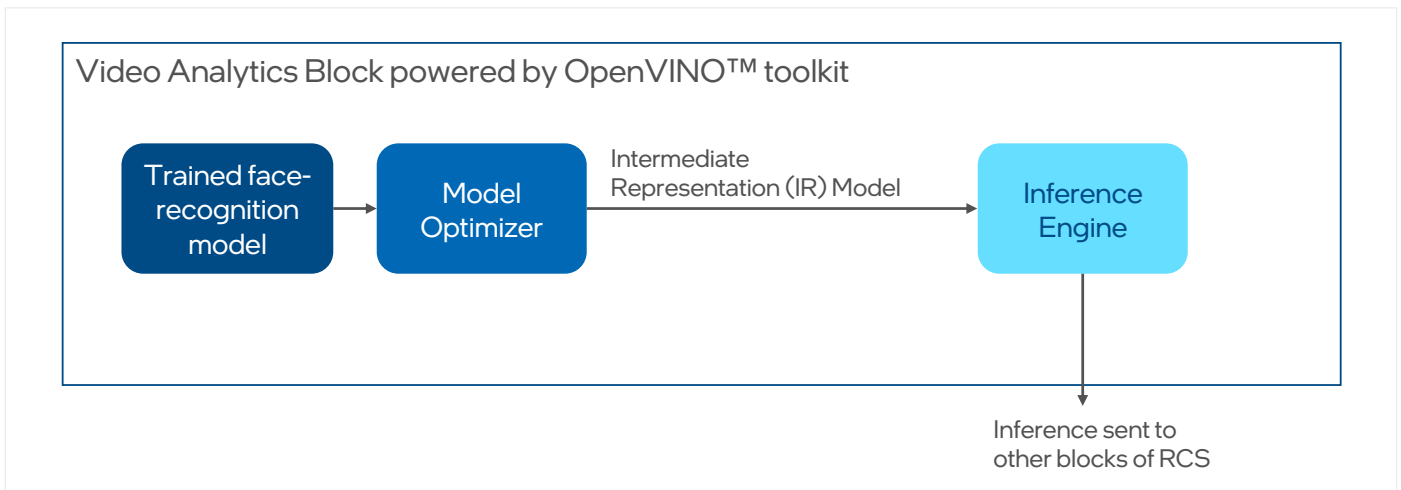 Video Analytics Block powered by OpenVINO™ toolkit
Trained face-
recognition
model
Model
Optimizer
Intermediate
Representation (IR) Model
Inference
Engine
Inference sent to
other blocks of RCS